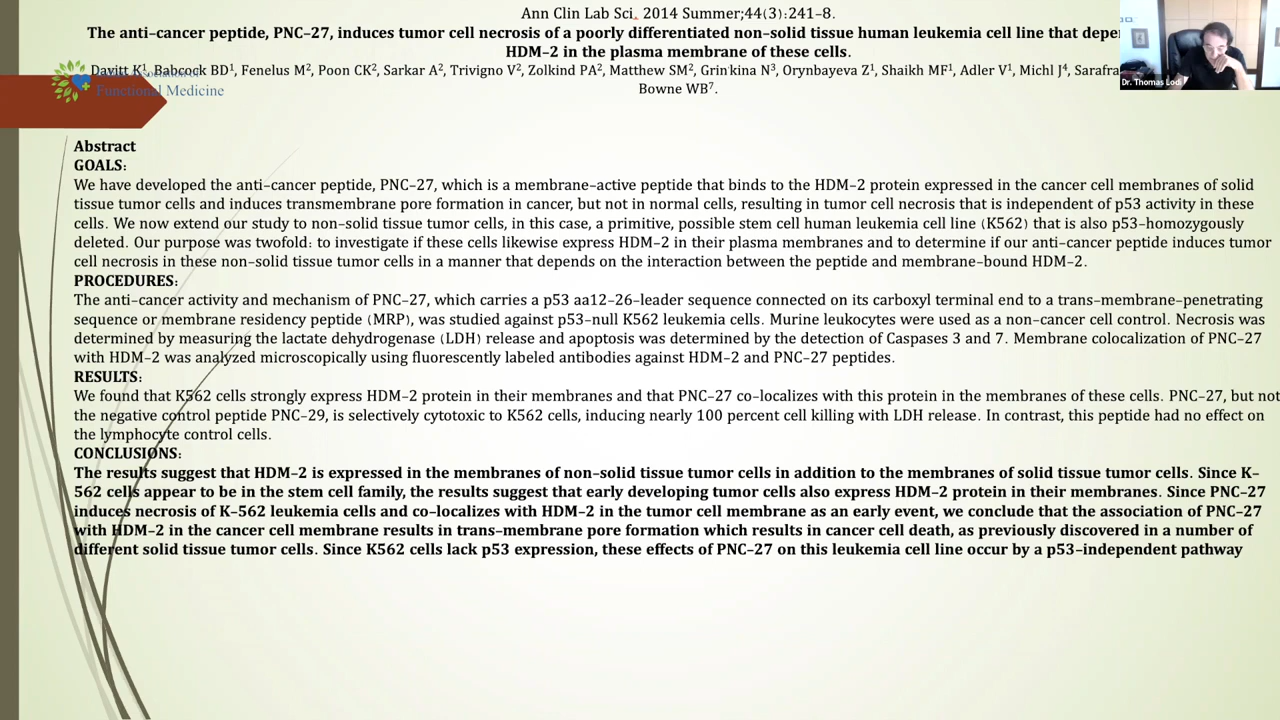 Ann Clin Lab Sci. 2014 Summer;44(3):241-8.
The anti-cancer peptide, PNC-27, induces tumor cell necrosis of a poorly differentiated non-solid tissue human leukemia cell line that
HDM-2 in the plasma membrane of these cells.
Davitt K1, Babcock BD1, Fenelus M2, Poon CK2, Sarkar A2, Trivigno V2, Zolkind PA2, Matthew SM2, Grin'kina N3, Orynbayeva Z1, Shaikh MF1, Adler V1, Michl J4,
Bowne WB7.
Functional Medicine
Dr. Thomas Lodi
Abstract
GOALS:
We have developed the anti-cancer peptide, PNC-27, which is a membrane-active peptide that binds to the HDM-2 protein expressed in the cancer cell membranes of solid
tissue tumor cells and induces transmembrane pore formation in cancer, but not in normal cells, resulting in tumor cell necrosis that is independent of p53 activity in these
cells. We now extend our study to non-solid tissue tumor cells, in this case, a primitive, possible stem cell human leukemia cell line (K562) that is also p53-homozygously
deleted. Our purpose was twofold: to investigate if these cells likewise express HDM-2 in their plasma membranes and to determine if our anti-cancer peptide induces tumor
cell necrosis in these non-solid tissue tumor cells in a manner that depends on the interaction between the peptide and membrane-bound HDM-2.
PROCEDURES:
The anti-cancer activity and mechanism of PNC-27, which carries a p53 aa12-26-leader sequence connected on its carboxyl terminal end to a trans-membrane-penetrating
sequence or membrane residency peptide (MRP), was studied against p53-null K562 leukemia cells. Murine leukocytes were used as a non-cancer cell control. Necrosis was
determined by measuring the lactate dehydrogenase (LDH) release and apoptosis was determined by the detection of Caspases 3 and 7. Membrane colocalization of PNC-27
with HDM-2 was analyzed microscopically using fluorescently labeled antibodies against HDM-2 and PNC-27 peptides.
RESULTS:
We found that K562 cells strongly express HDM-2 protein in their membranes and that PNC-27 co-localizes with this protein in the membranes of these cells. PNC-27, but not
the negative control peptide PNC-29, is selectively cytotoxic to K562 cells, inducing nearly 100 percent cell killing with LDH release. In contrast, this peptide had no effect on
the lymphocyte control cells.
CONCLUSIONS:
The results suggest that HDM-2 is expressed in the membranes of non-solid tissue tumor cells in addition to the membranes of solid tissue tumor cells. Since K-
562 cells appear to be in the stem cell family, the results suggest that early developing tumor cells also express HDM-2 protein in their membranes. Since PNC-27
induces necrosis of K-562 leukemia cells and co-localizes with HDM-2 in the tumor cell membrane as an early event, we conclude that the association of PNC-27
with HDM-2 in the cancer cell membrane results in trans-membrane pore formation which results in cancer cell death, as previously discovered in a number of
different solid tissue tumor cells. Since K562 cells lack p53 expression, these effects of PNC-27 on this leukemia cell line occur by a p53-independent pathway